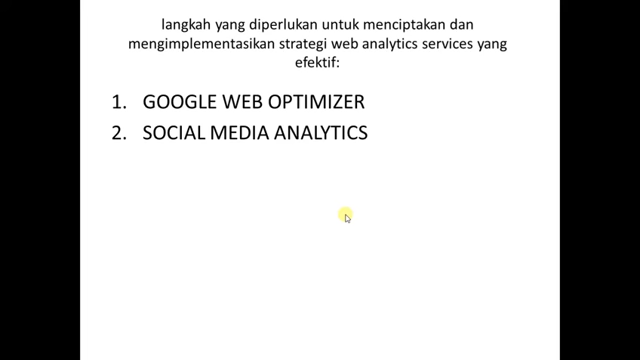 langkah yang diperlukan untuk menciptakan dan
mengimplementasikan strategi web analytics services yang
efektif:
1. GOOGLE WEB OPTIMIZER
2. SOCIAL MEDIA ANALYTICS